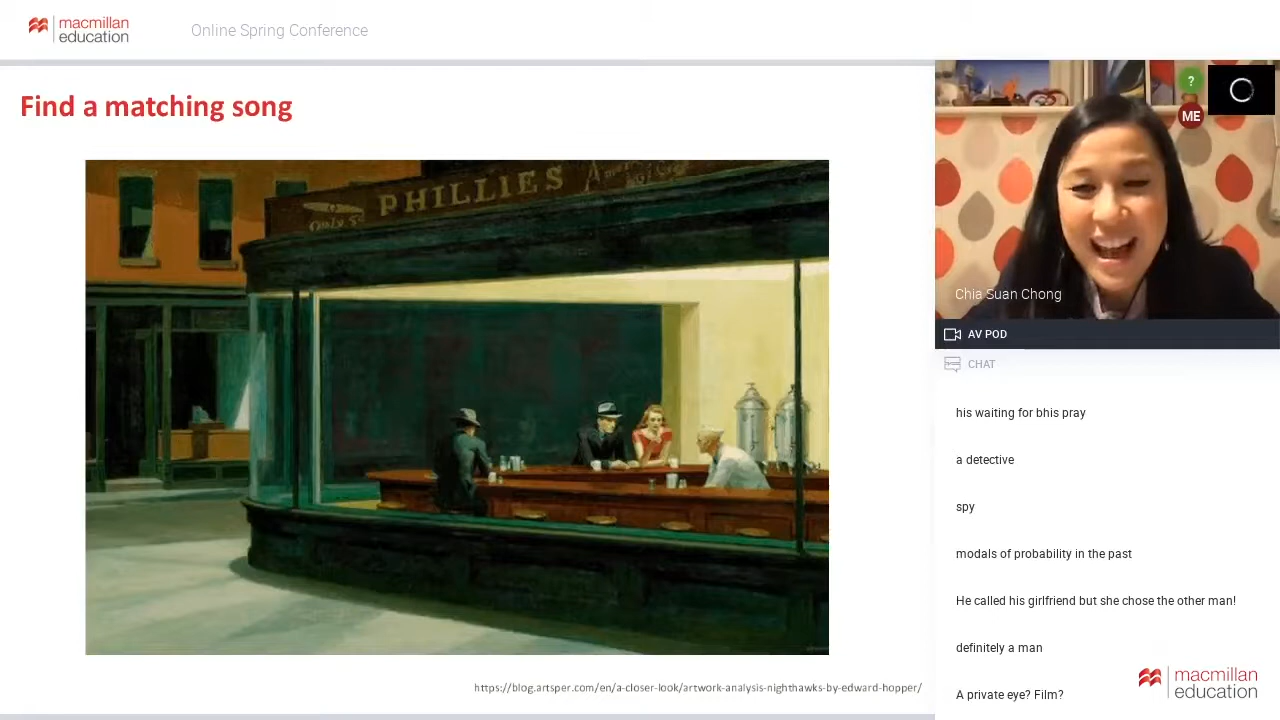 macmillan
education
Online Spring Conference
Find a matching song
PHILLIES
ONLY 5¢
https://blog.artsper.com/en/a-closer-look/artwork-analysis-nighthawks-by-edward-hopper/
?
ME
Chia Suan Chong
AV POD
CHAT
his waiting for bhis pray
a detective
spy
modals of probability in the past
He called his girlfriend but she chose the other man!
definitely a man
A private eye? Film?
macmillan
education